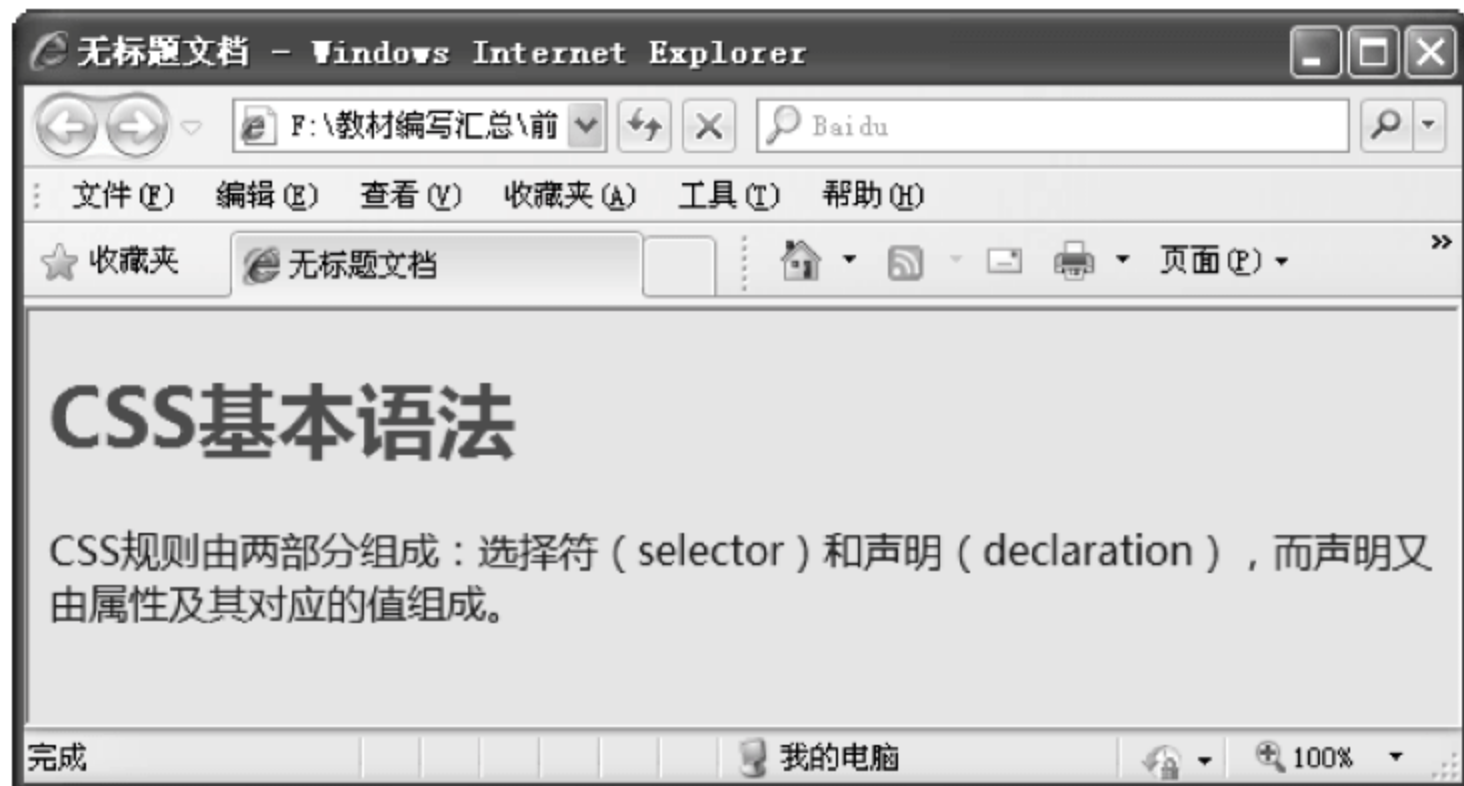 无标题文档 - Windows Internet Explorer
F:\教材编写汇总\前
Baidu
文件(F) 编辑(E) 查看(V) 收藏夹(A) 工具(T) 帮助(H)
收藏夹 无标题文档 页面(P) »
CSS基本语法
CSS规则由两部分组成：选择符（selector）和声明（declaration），而声明又
由属性及其对应的值组成。
完成 我的电脑 100%